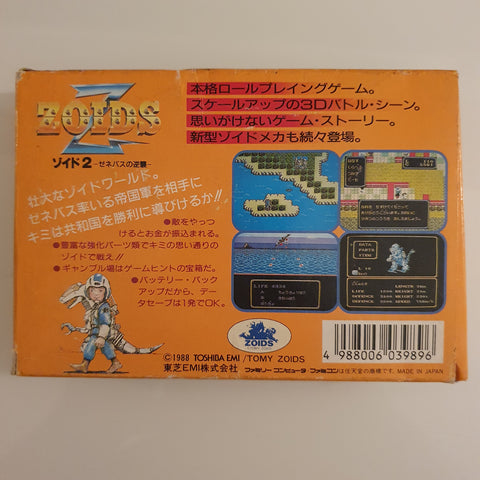 ZOIDS
ゾイド2 -ゼネバスの逆襲-
本格ロールプレイングゲーム。
スケールアップの3Dバトル・シーン。
思いがけないゲーム・ストーリー。
新型ゾイドメカも続々登場。
壮大なゾイドワールド。
ゼネバス率いる帝国軍を相手に
キミは共和国を勝利に導びけるか!!
●敵をやっつ
けるとお金が振込まれる。
●豊富な強化パーツ類でキミの思い通りの
ゾイドで戦え!!
●ギャンブル場はゲームヒントの宝箱だ。
●バッテリー・バック
アップだから、デー
タセーブは1発でOK。
DATA
PARTS
ITEM
LIFE 4934
ZOIDS
4 988006 039896
©1988 TOSHIBA EMI/TOMY ZOIDS
東芝EMI株式会社
ファミリーコンピュータ・ファミコンは任天堂の商標です。 MADE IN JAPAN